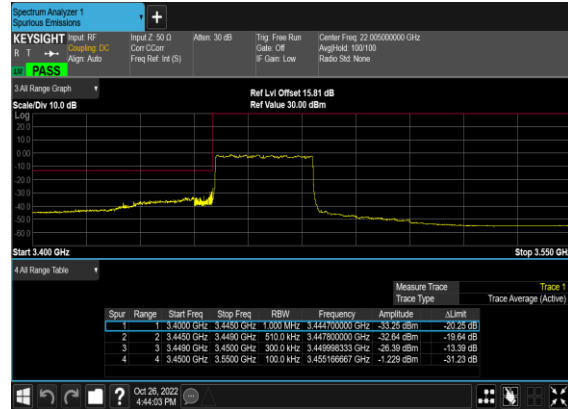 Spectrum Analyzer 1
Spurious Emissions
KEYSIGHT Input: RF Input Z: 50 Ω Atten: 30 dB Trig: Free Run Center Freq: 22.005000000 GHz
R T Coupling: DC Corr CCorr Gate: Off Avg|Hold: 100/100
Align: Auto Freq Ref: Int (S) IF Gain: Low Radio Std: None
PASS
3 All Range Graph
Ref Lvl Offset 15.81 dB
Scale/Div 10.0 dB Ref Value 30.00 dBm
Log
20.0
10.0
0.00
-10.0
-20.0
-30.0
-40.0
-50.0
-60.0
Start 3.400 GHz Stop 3.550 GH
4 All Range Table
Measure Trace Trace 1
Trace Type Trace Average (Active)
Spur Range Start Freq Stop Freq RBW Frequency Amplitude ΔLimit
1 1 3.4000 GHz 3.4450 GHz 1.000 MHz 3.444700000 GHz -33.25 dBm -20.25 dB
2 2 3.4450 GHz 3.4490 GHz 510.0 kHz 3.447800000 GHz -32.64 dBm -19.64 dB
3 3 3.4490 GHz 3.4500 GHz 300.0 kHz 3.449998333 GHz -26.39 dBm -13.39 dB
4 4 3.4500 GHz 3.5500 GHz 100.0 kHz 3.455166667 GHz -1.229 dBm -31.23 dB
? Oct 26, 2022
4:44:03 PM